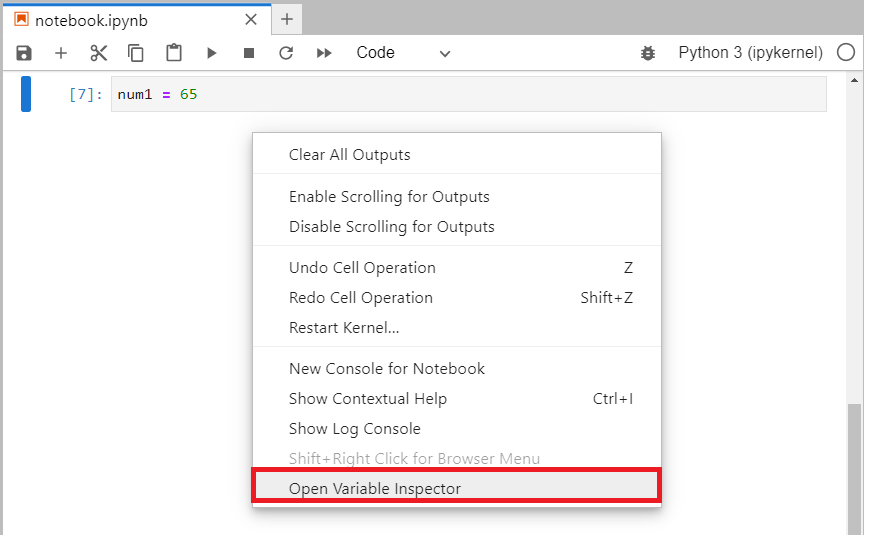 notebook.ipynb
Code Python 3 (ipykernel)
[7]: num1 = 65
Clear All Outputs
Enable Scrolling for Outputs
Disable Scrolling for Outputs
Undo Cell Operation Z
Redo Cell Operation Shift+Z
Restart Kernel...
New Console for Notebook
Show Contextual Help Ctrl+I
Show Log Console
Shift+Right Click for Browser Menu
Open Variable Inspector